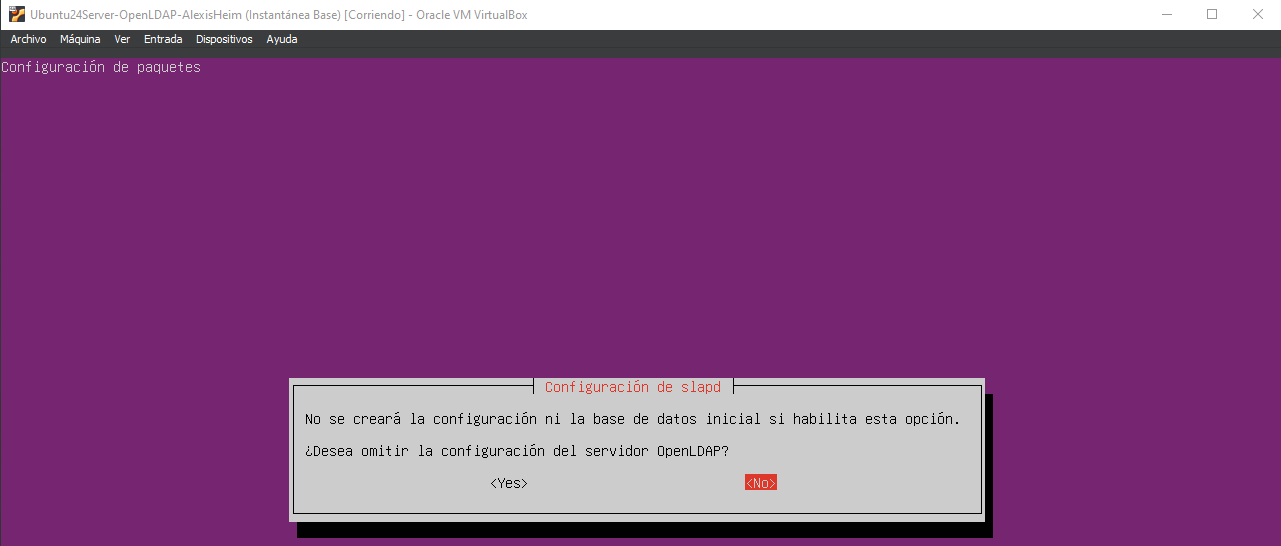 Ubuntu24Server-OpenLDAP-AlexisHeim (Instantánea Base) [Corriendo] - Oracle VM VirtualBox
Archivo Máquina Ver Entrada Dispositivos Ayuda
Configuración de paquetes
Configuración de slapd
No se creará la configuración ni la base de datos inicial si habilita esta opción.
¿Desea omitir la configuración del servidor OpenLDAP?
<Yes> <No>